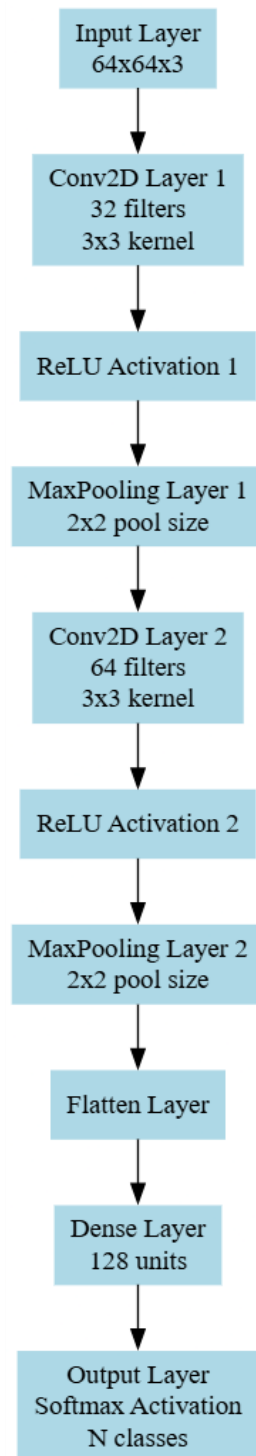 Input Layer
64x64x3
Conv2D Layer 1
32 filters
3x3 kernel
ReLU Activation 1
MaxPooling Layer 1
2x2 pool size
Conv2D Layer 2
64 filters
3x3 kernel
ReLU Activation 2
MaxPooling Layer 2
2x2 pool size
Flatten Layer
Dense Layer
128 units
Output Layer
Softmax Activation
N classes